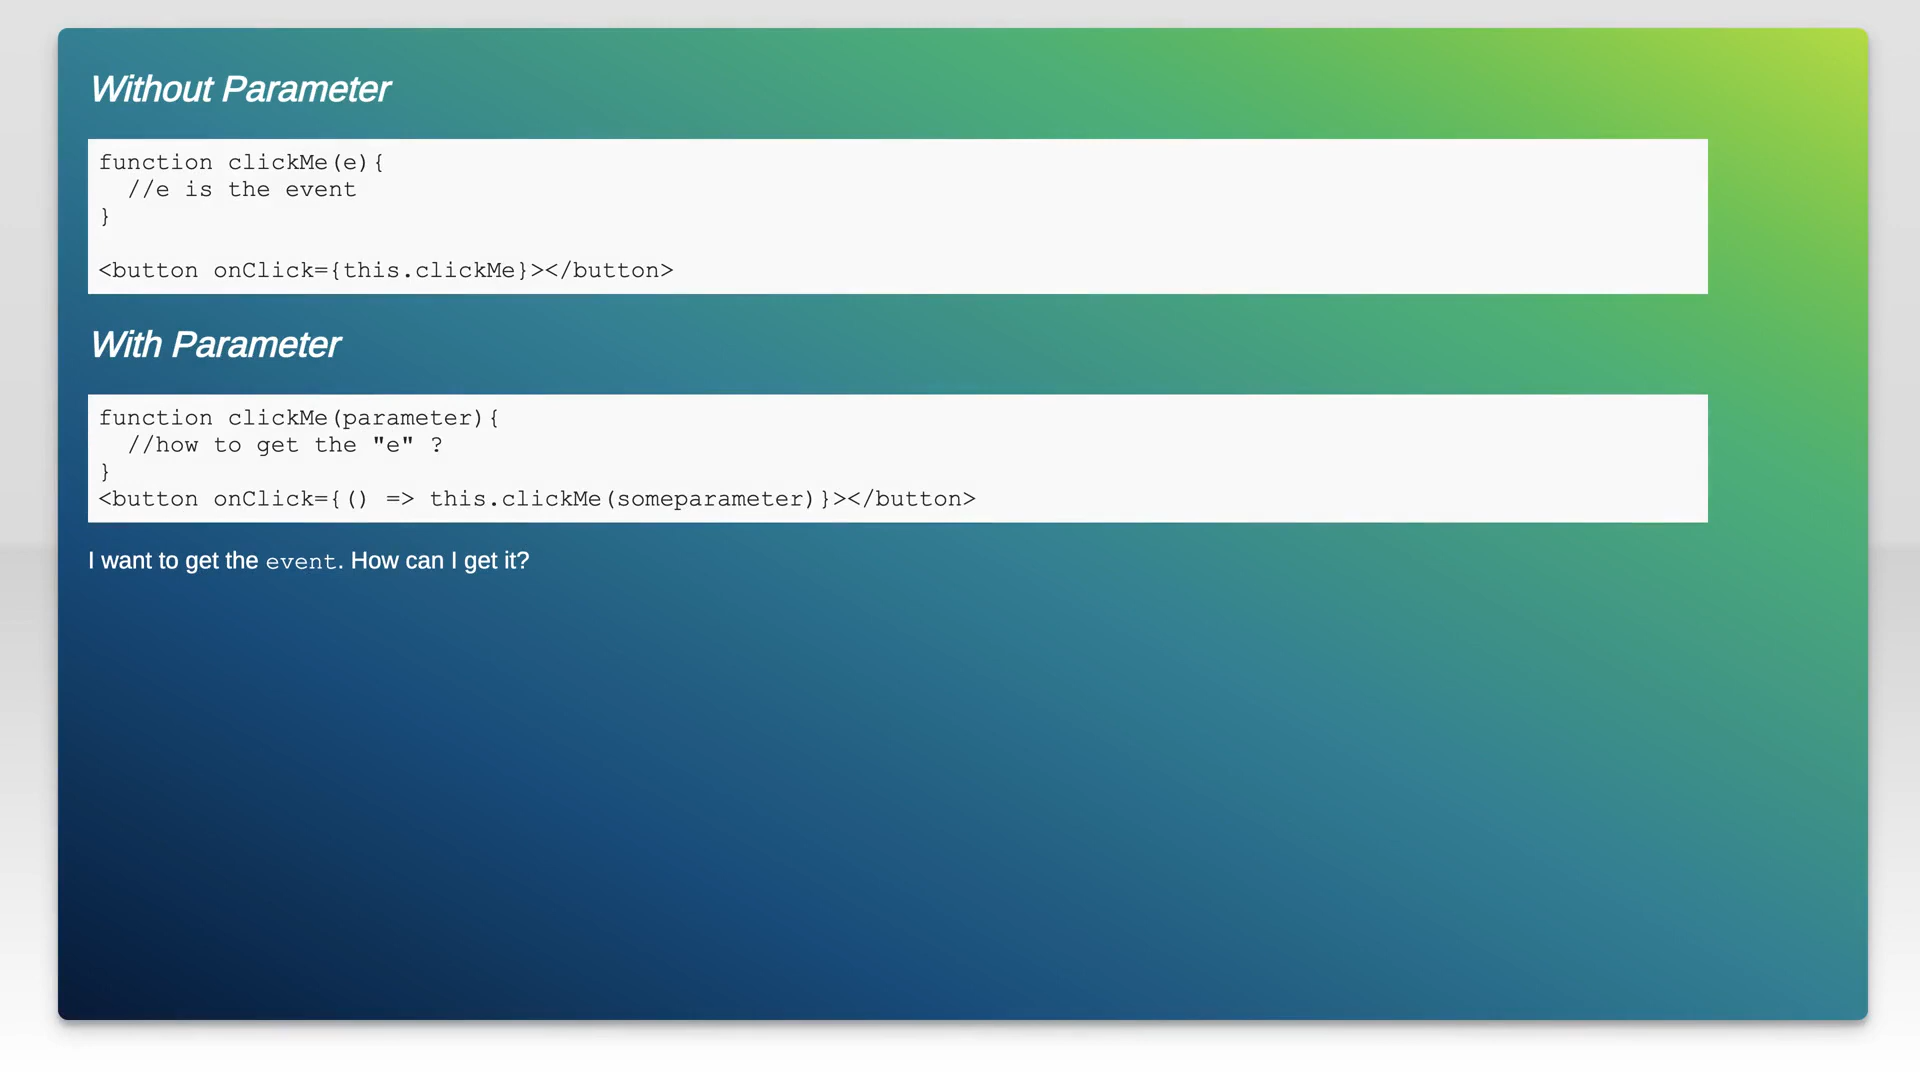 Without Parameter
function clickMe(e){
  //e is the event
}
<button onClick={this.clickMe}></button>
With Parameter
function clickMe(parameter){
  //how to get the "e" ?
}
<button onClick={() => this.clickMe(someparameter)}></button>
I want to get the event. How can I get it?